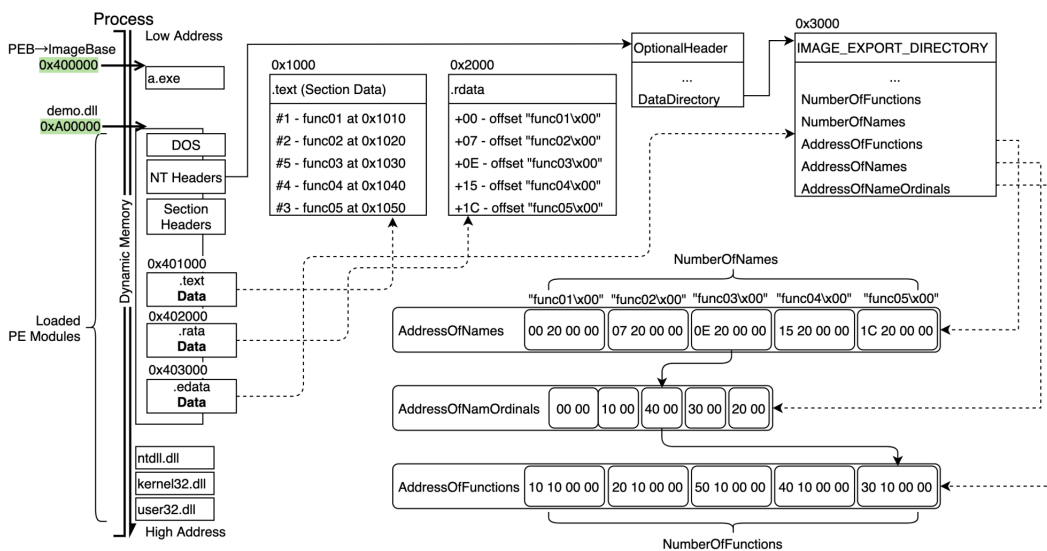 Process
Low Address
PEB→ImageBase
0x400000
a.exe
demo.dll
0xA00000
DOS
NT Headers
Section
Headers
0x401000
.text
Data
0x402000
.rata
Data
0x403000
.edata
Data
Dynamic Memory
Loaded
PE Modules
ntdll.dll
kernel32.dll
user32.dll
High Address
0x1000
.text (Section Data)
#1 - func01 at 0x1010
#2 - func02 at 0x1020
#5 - func03 at 0x1030
#4 - func04 at 0x1040
#3 - func05 at 0x1050
0x2000
.rdata
+00 - offset "func01\x00"
+07 - offset "func02\x00"
+0E - offset "func03\x00"
+15 - offset "func04\x00"
+1C - offset "func05\x00"
OptionalHeader
...
DataDirectory
0x3000
IMAGE_EXPORT_DIRECTORY
...
NumberOfFunctions
NumberOfNames
AddressOfFunctions
AddressOfNames
AddressOfNameOrdinals
NumberOfNames
"func01\x00" "func02\x00" "func03\x00" "func04\x00" "func05\x00"
AddressOfNames 00 20 00 00 07 20 00 00 0E 20 00 00 15 20 00 00 1C 20 00 00
AddressOfNamOrdinals 00 00 10 00 40 00 30 00 20 00
AddressOfFunctions 10 10 00 00 20 10 00 00 50 10 00 00 40 10 00 00 30 10 00 00
NumberOfFunctions